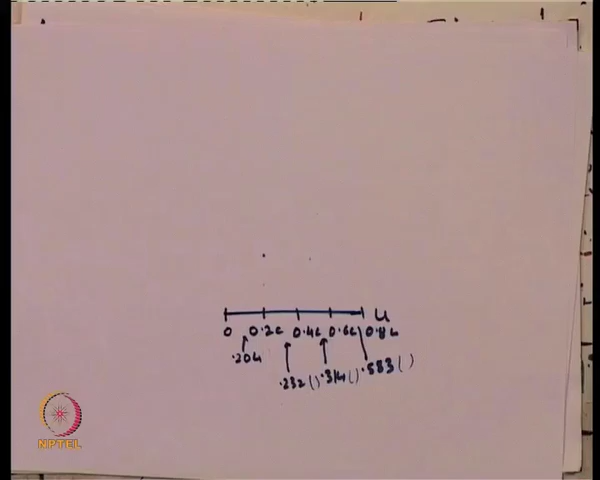 u
0 0.2c 0.4c 0.6c 0.8c
.204
.232 ( ) .314 ( ) .583 ( )
NPTEL